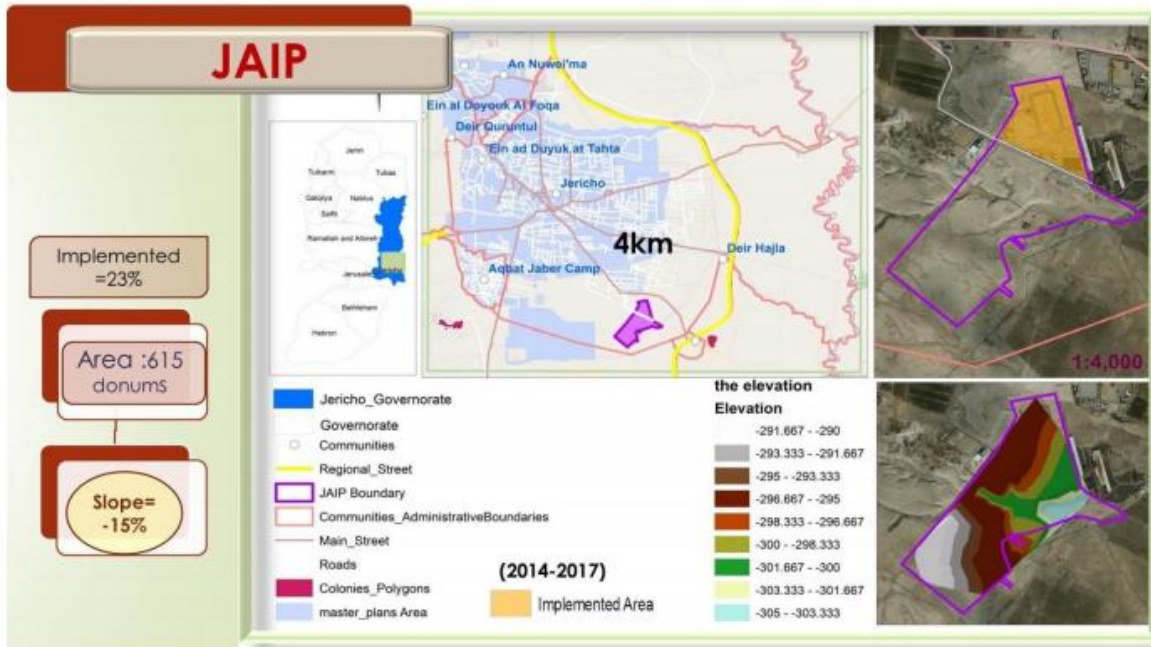 JAIP
Implemented
=23%
Area :615
donums
Slope=
-15%
Jenin
Tubas
Nablus
Salfit
Ramallah and Albireh
Bethlehem
Hebron
An Nuwei'ma
Ein al Doyouk Al Foqa
Deir Quruntul
Ein ad Duyuk at Tahta
Jericho
4km
Deir Hajla
Aqbat Jaber Camp
1:4,000
Jericho_Governorate
Governorate
Communities
Regional_Street
JAIP Boundary
Communities_AdministrativeBoundaries
Main_Street
Roads
Colonies_Polygons
master_plans Area
(2014-2017)
Implemented Area
the elevation
Elevation
-291.667 - -290
-293.333 - -291.667
-295 - -293.333
-296.667 - -295
-298.333 - -296.667
-300 - -298.333
-301.667 - -300
-303.333 - -301.667
-305 - -303.333